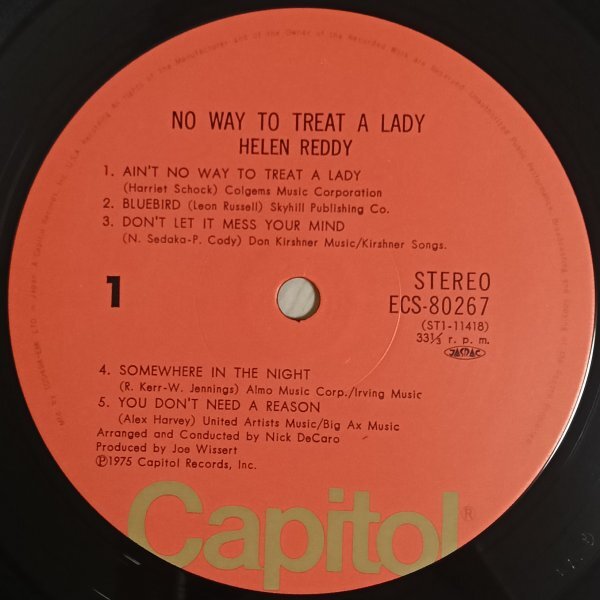 NO WAY TO TREAT A LADY
HELEN REDDY
1. AIN'T NO WAY TO TREAT A LADY
(Harriet Schock) Colgems Music Corporation
2. BLUEBIRD (Leon Russell) Skyhill Publishing Co.
3. DON'T LET IT MESS YOUR MIND
(N. Sedaka-P. Cody) Don Kirshner Music/Kirshner Songs.
1
STEREO
ECS-80267
(ST1-11418)
33⅓ r. p. m.
JASRAC
4. SOMEWHERE IN THE NIGHT
(R. Kerr-W. Jennings) Almo Music Corp./Irving Music
5. YOU DON'T NEED A REASON
(Alex Harvey) United Artists Music/Big Ax Music
Arranged and Conducted by Nick DeCaro
Produced by Joe Wissert
Ⓟ1975 Capitol Records, Inc.
Capitol®